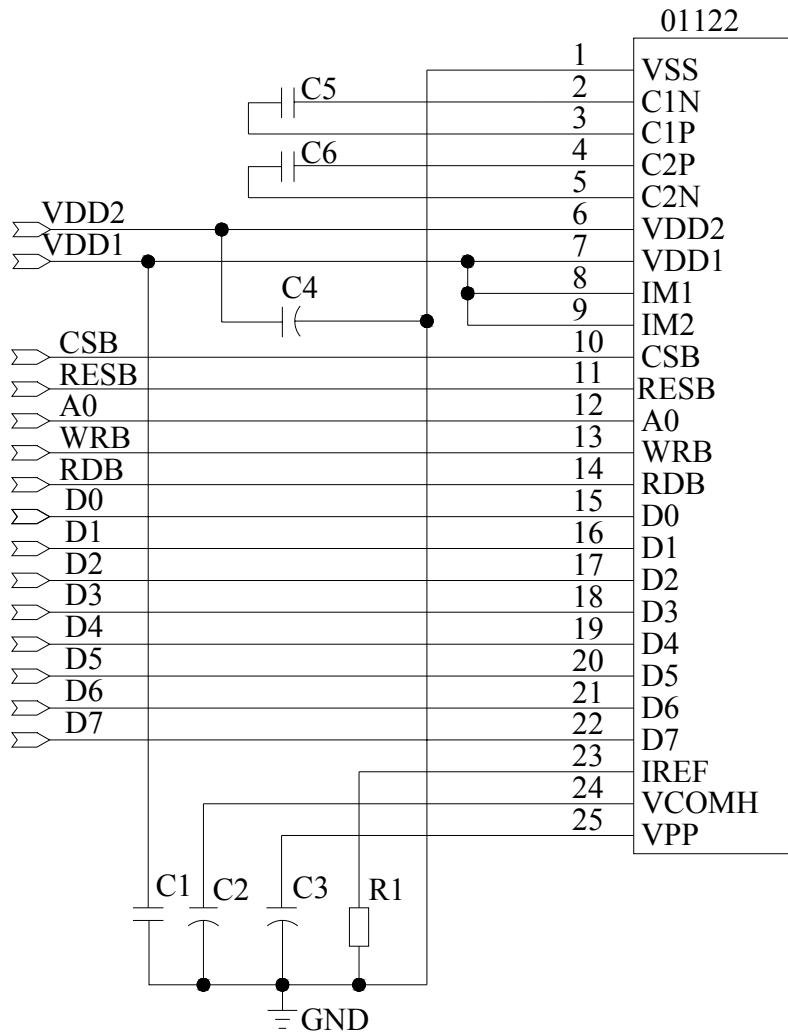 01122
1 VSS
C5 2 C1N
3 C1P
C6 4 C2P
5 C2N
VDD2 6 VDD2
VDD1 7 VDD1
C4 8 IM1
9 IM2
CSB 10 CSB
RESB 11 RESB
A0 12 A0
WRB 13 WRB
RDB 14 RDB
D0 15 D0
D1 16 D1
D2 17 D2
D3 18 D3
D4 19 D4
D5 20 D5
D6 21 D6
D7 22 D7
23 IREF
24 VCOMH
25 VPP
C1 C2 C3 R1
GND